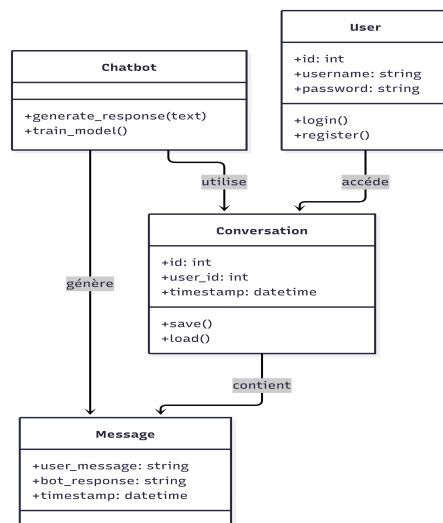 User
+id: int
+username: string
+password: string
+login()
+register()
Chatbot
+generate_response(text)
+train_model()
utilise
accéde
Conversation
+id: int
+user_id: int
+timestamp: datetime
+save()
+load()
génère
contient
Message
+user_message: string
+bot_response: string
+timestamp: datetime